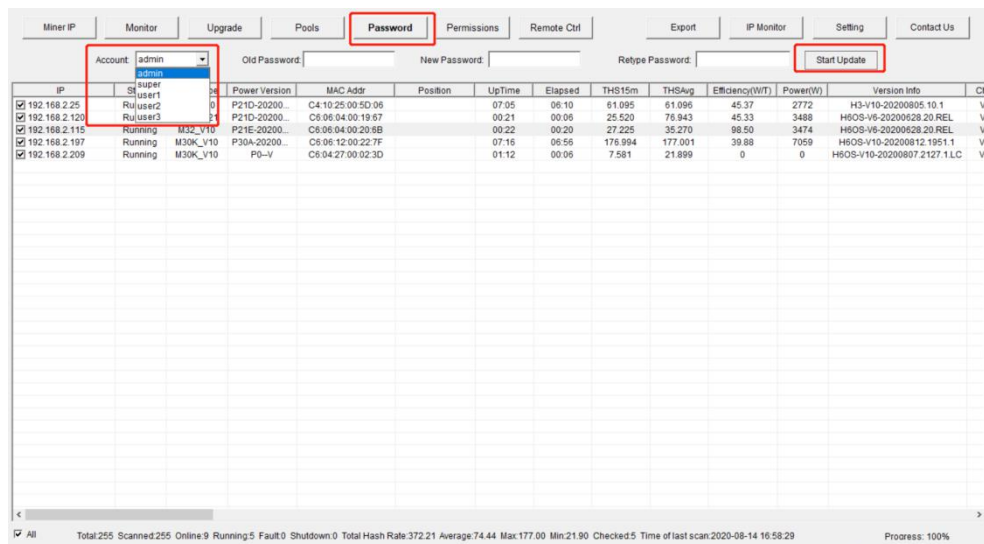 Miner IP Monitor Upgrade Pools Password Permissions Remote Ctrl Export IP Monitor Setting Contact Us
Account: admin Old Password: New Password: Retype Password: Start Update
admin
super
user1
user2
user3
IP St pe Power Version MAC Addr Position UpTime Elapsed THS15m THSAvg Efficiency(W/T) Power(W) Version Info
192.168.2.25 Ru 0 P21D-20200... C4:10:25:00:5D:06 07:05 06:10 61.095 61.096 45.37 2772 H3-V10-20200805.10.1 V
192.168.2.120 Ru 21 P21D-20200... C6:06:04:00:19:67 00:21 00:06 25.520 76.943 45.33 3488 H6OS-V6-20200628.20.REL V
192.168.2.115 Running M32_V10 P21E-20200... C6:06:04:00:20:6B 00:22 00:20 27.225 35.270 98.50 3474 H6OS-V6-20200628.20.REL V
192.168.2.197 Running M30K_V10 P30A-20200... C6:06:12:00:22:7F 07:16 06:56 176.994 177.001 39.88 7059 H6OS-V10-20200812.1951.1 V
192.168.2.209 Running M30K_V10 P0--V C6:04:27:00:02:3D 01:12 00:06 7.581 21.899 0 0 H6OS-V10-20200807.2127.1.LC V
All Total:255 Scanned:255 Online:9 Running:5 Fault:0 Shutdown:0 Total Hash Rate:372.21 Average:74.44 Max:177.00 Min:21.90 Checked:5 Time of last scan:2020-08-14 16:58:29 Progress: 100%